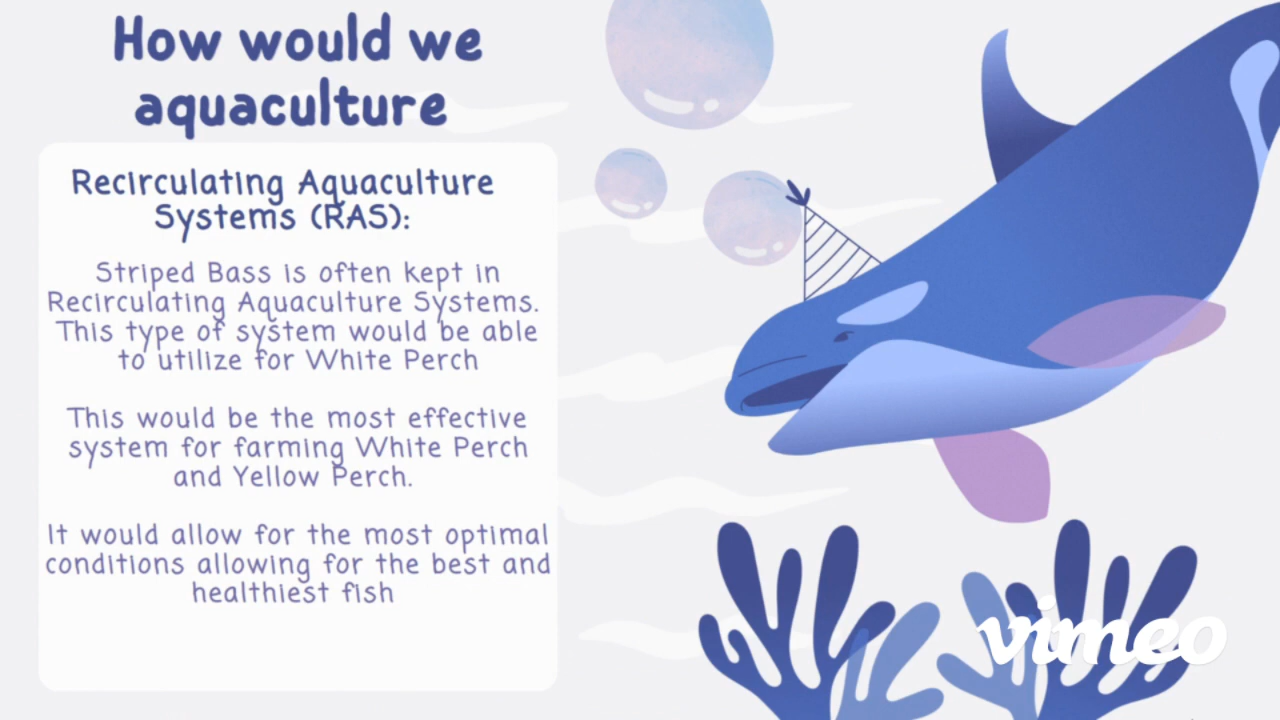 How would we
aquaculture
Recirculating Aquaculture
Systems (RAS):
Striped Bass is often kept in
Recirculating Aquaculture Systems.
This type of system would be able
to utilize for White Perch
This would be the most effective
system for farming White Perch
and Yellow Perch.
It would allow for the most optimal
conditions allowing for the best and
healthiest fish
vimeo